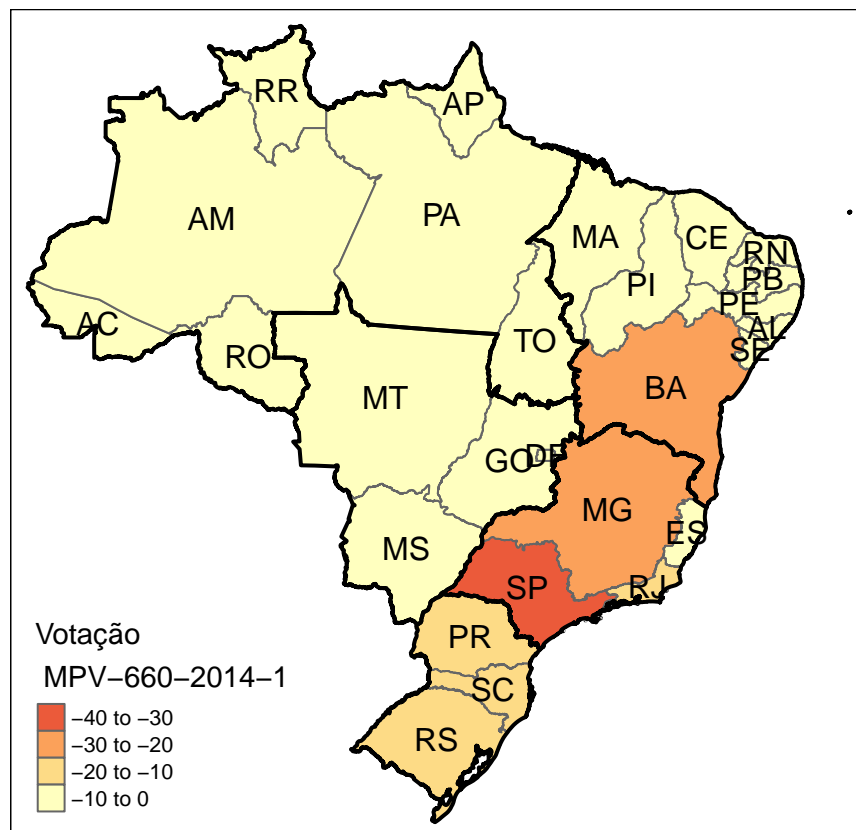 RR
AP
AM
PA
MA
CE
RN
PB
PI
PE
AC
AL
TO
SE
RO
BA
MT
GO
DF
MG
ES
MS
SP
RJ
PR
SC
RS
Votação
MPV−660−2014−1
−40 to −30
−30 to −20
−20 to −10
−10 to 0